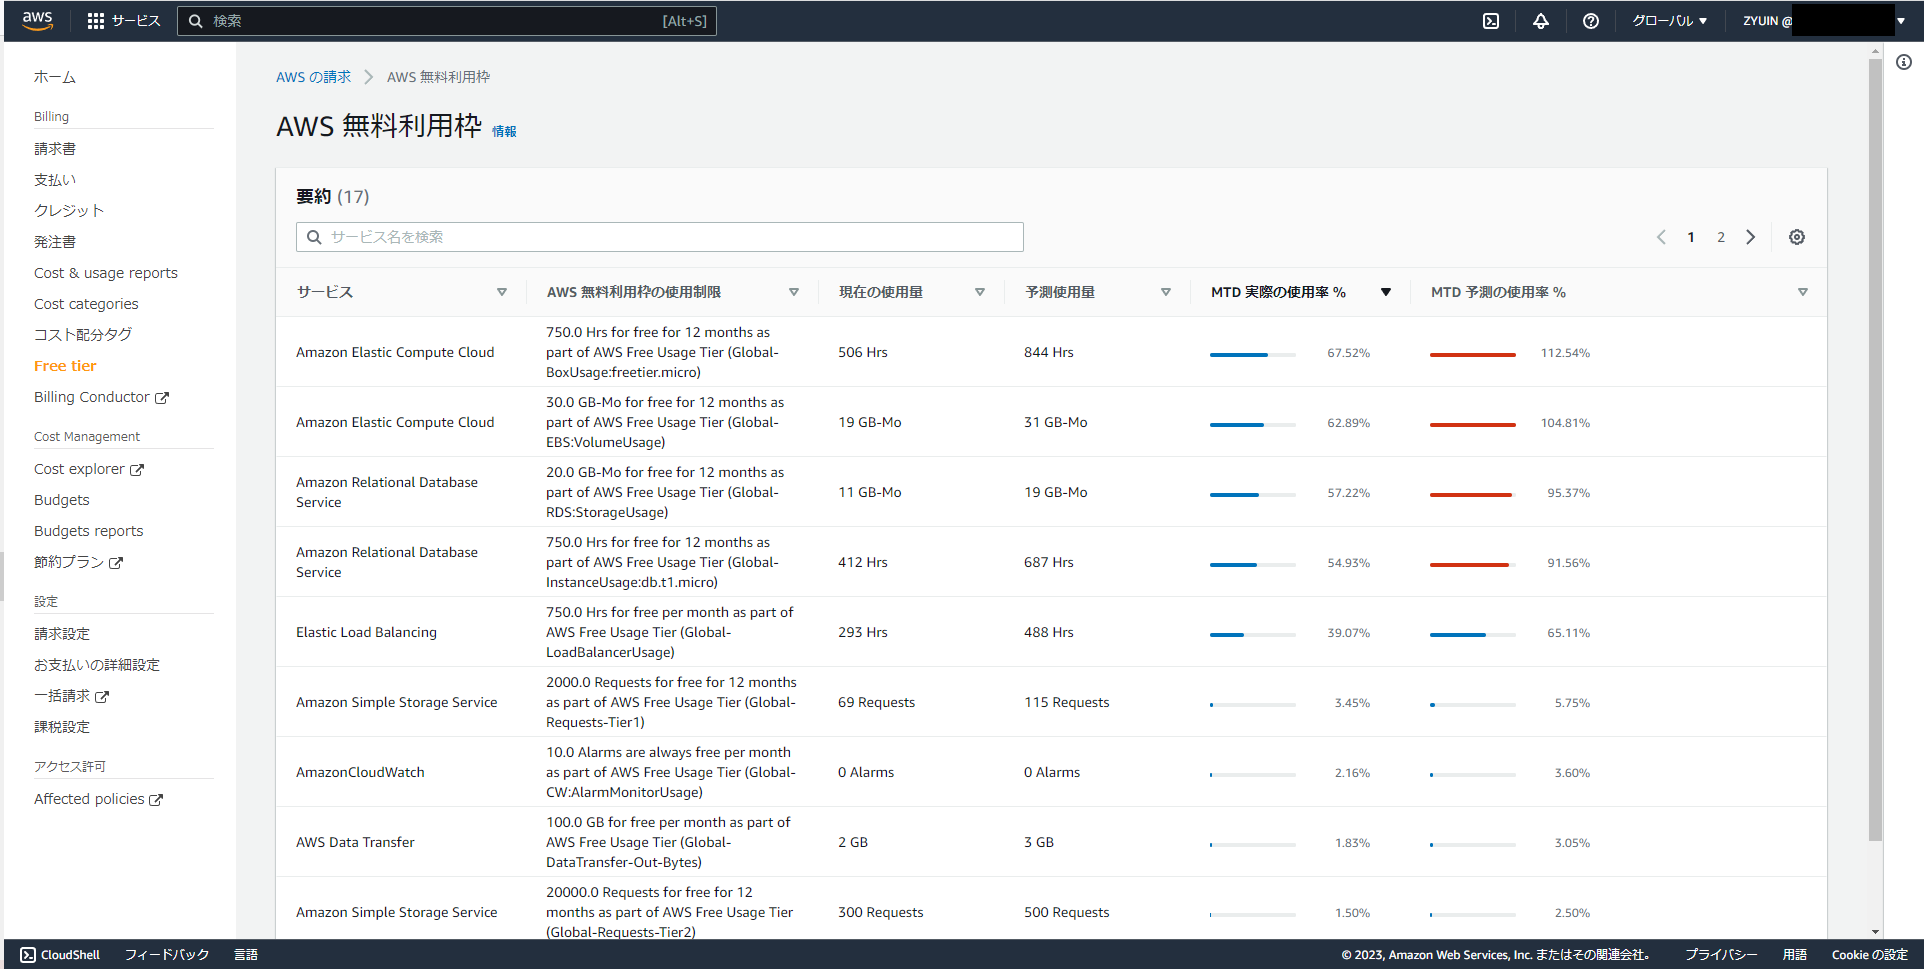 aws
サービス
検索
[Alt+S]
グローバル ▼
ZYUIN @
ホーム
Billing
請求書
支払い
クレジット
発注書
Cost & usage reports
Cost categories
コスト配分タグ
Free tier
Billing Conductor
Cost Management
Cost explorer
Budgets
Budgets reports
節約プラン
設定
請求設定
お支払いの詳細設定
一括請求
課税設定
アクセス許可
Affected policies
AWS の請求 > AWS 無料利用枠
AWS 無料利用枠 情報
要約 (17)
サービス名を検索
1 2
サービス AWS 無料利用枠の使用制限 現在の使用量 予測使用量 MTD 実際の使用率 % MTD 予測の使用率 %
Amazon Elastic Compute Cloud
750.0 Hrs for free for 12 months as
part of AWS Free Usage Tier (Global-
BoxUsage:freetier.micro)
506 Hrs
844 Hrs
67.52%
112.54%
Amazon Elastic Compute Cloud
30.0 GB-Mo for free for 12 months as
part of AWS Free Usage Tier (Global-
EBS:VolumeUsage)
19 GB-Mo
31 GB-Mo
62.89%
104.81%
Amazon Relational Database
Service
20.0 GB-Mo for free for 12 months as
part of AWS Free Usage Tier (Global-
RDS:StorageUsage)
11 GB-Mo
19 GB-Mo
57.22%
95.37%
Amazon Relational Database
Service
750.0 Hrs for free for 12 months as
part of AWS Free Usage Tier (Global-
InstanceUsage:db.t1.micro)
412 Hrs
687 Hrs
54.93%
91.56%
Elastic Load Balancing
750.0 Hrs for free per month as part of
AWS Free Usage Tier (Global-
LoadBalancerUsage)
293 Hrs
488 Hrs
39.07%
65.11%
Amazon Simple Storage Service
2000.0 Requests for free for 12 months
as part of AWS Free Usage Tier (Global-
Requests-Tier1)
69 Requests
115 Requests
3.45%
5.75%
AmazonCloudWatch
10.0 Alarms are always free per month
as part of AWS Free Usage Tier (Global-
CW:AlarmMonitorUsage)
0 Alarms
0 Alarms
2.16%
3.60%
AWS Data Transfer
100.0 GB for free per month as part of
AWS Free Usage Tier (Global-
DataTransfer-Out-Bytes)
2 GB
3 GB
1.83%
3.05%
Amazon Simple Storage Service
20000.0 Requests for free for 12
months as part of AWS Free Usage Tier
(Global-Requests-Tier2)
300 Requests
500 Requests
1.50%
2.50%
CloudShell フィードバック 言語
© 2023, Amazon Web Services, Inc. またはその関連会社。 プライバシー 用語 Cookie の設定